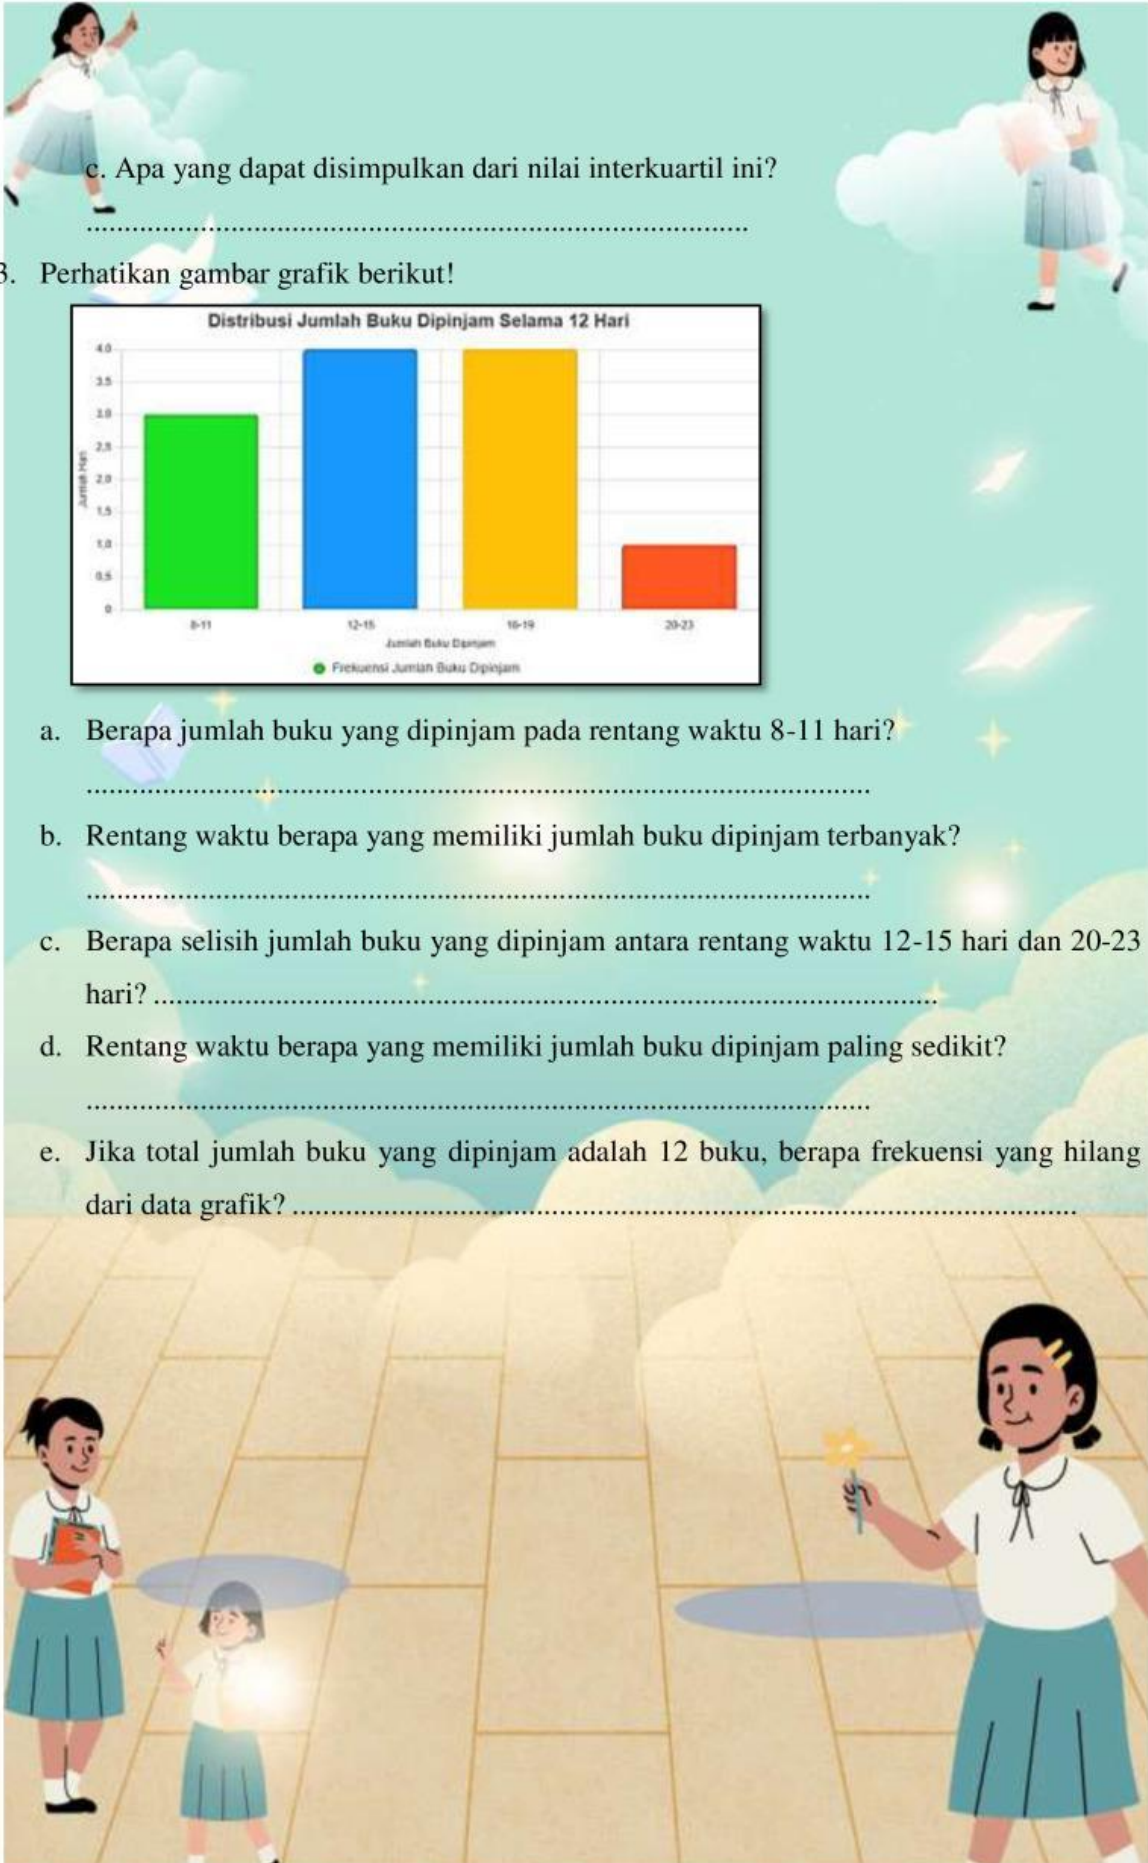 c. Apa yang dapat disimpulkan dari nilai interkuartil ini?
........................................................................................
3. Perhatikan gambar grafik berikut!
Distribusi Jumlah Buku Dipinjam Selama 12 Hari
4.0
3.5
3.0
2,5
2.0
1,5
1,0
0,5
0
Jumlah Hari
8-11
12-15
16-19
20-23
Jumlah Buku Dipinjam
Frekuensi Jumlah Buku Dipinjam
a. Berapa jumlah buku yang dipinjam pada rentang waktu 8-11 hari?
........................................................................................................
b. Rentang waktu berapa yang memiliki jumlah buku dipinjam terbanyak?
........................................................................................................
c. Berapa selisih jumlah buku yang dipinjam antara rentang waktu 12-15 hari dan 20-23
hari? ........................................................................................................
d. Rentang waktu berapa yang memiliki jumlah buku dipinjam paling sedikit?
........................................................................................................
e. Jika total jumlah buku yang dipinjam adalah 12 buku, berapa frekuensi yang hilang
dari data grafik? ........................................................................................................